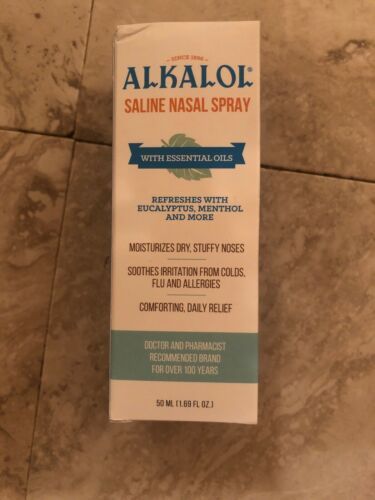 SINCE 1896
ALKALOL®
SALINE NASAL SPRAY
WITH ESSENTIAL OILS
REFRESHES WITH
EUCALYPTUS, MENTHOL
AND MORE
MOISTURIZES DRY, STUFFY NOSES
SOOTHES IRRITATION FROM COLDS,
FLU AND ALLERGIES
COMFORTING, DAILY RELIEF
DOCTOR AND PHARMACIST
RECOMMENDED BRAND
FOR OVER 100 YEARS
50 ML (1.69 FL OZ.)